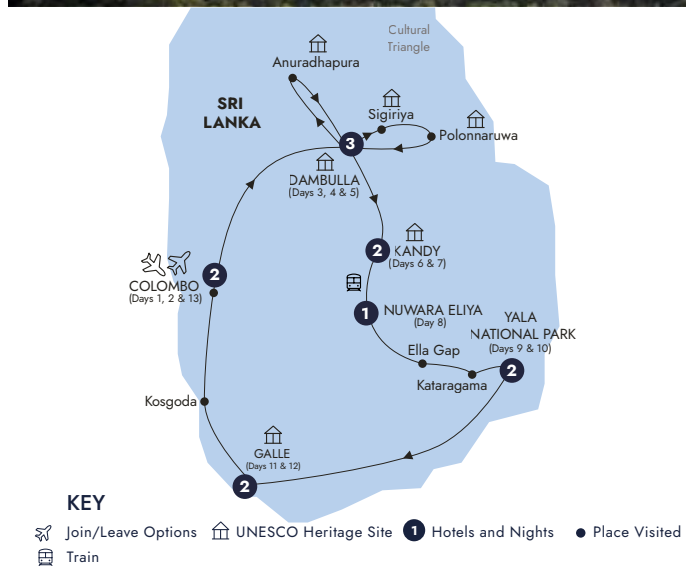 Cultural
Triangle
Anuradhapura
SRI
LANKA
Sigiriya
Polonnaruwa
3
DAMBULLA
(Days 3, 4 & 5)
2
KANDY
(Days 6 & 7)
2
COLOMBO
(Days 1, 2 & 13)
1
NUWARA ELIYA
(Day 8)
YALA
NATIONAL PARK
(Days 9 & 10)
2
Ella Gap
Kataragama
Kosgoda
GALLE
(Days 11 & 12)
2
KEY
Join/Leave Options
UNESCO Heritage Site
1 Hotels and Nights
Place Visited
Train